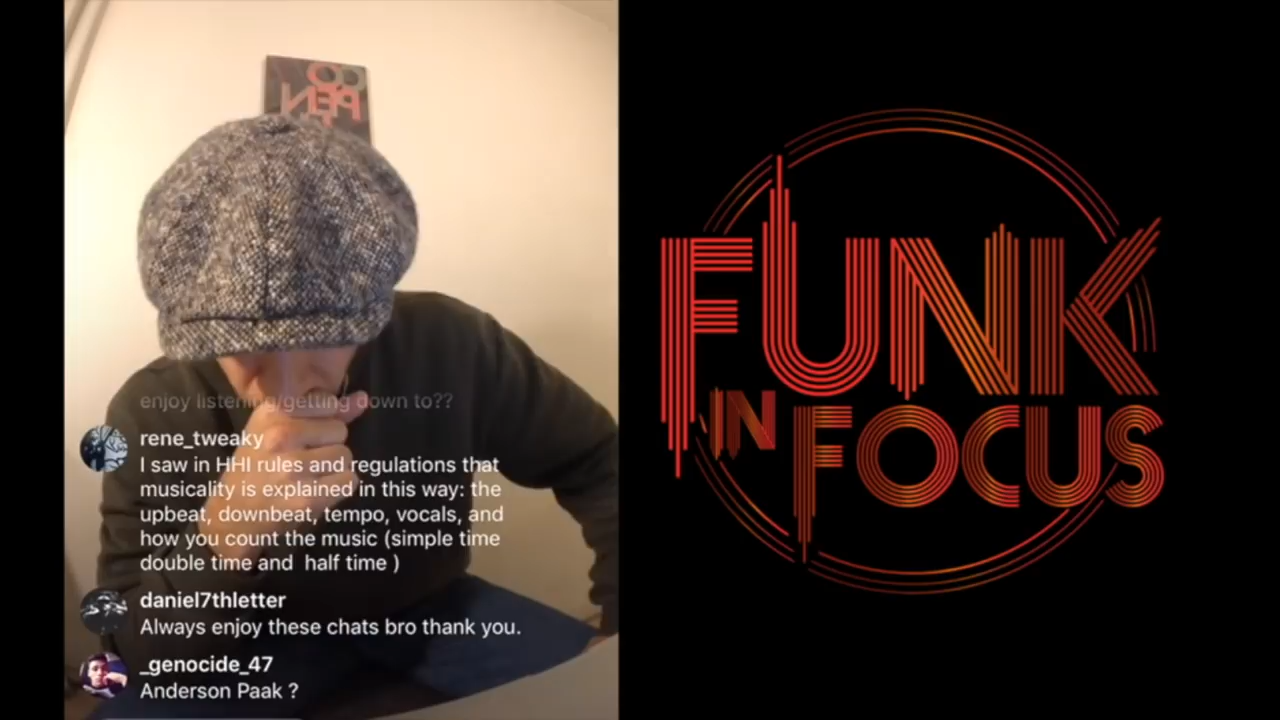 CO
PEN
enjoy listening/getting down to??
rene_tweaky
I saw in HHI rules and regulations that
musicality is explained in this way: the
upbeat, downbeat, tempo, vocals, and
how you count the music (simple time
double time and half time )
daniel7thletter
Always enjoy these chats bro thank you.
_genocide_47
Anderson Paak ?
FUNK
IN FOCUS